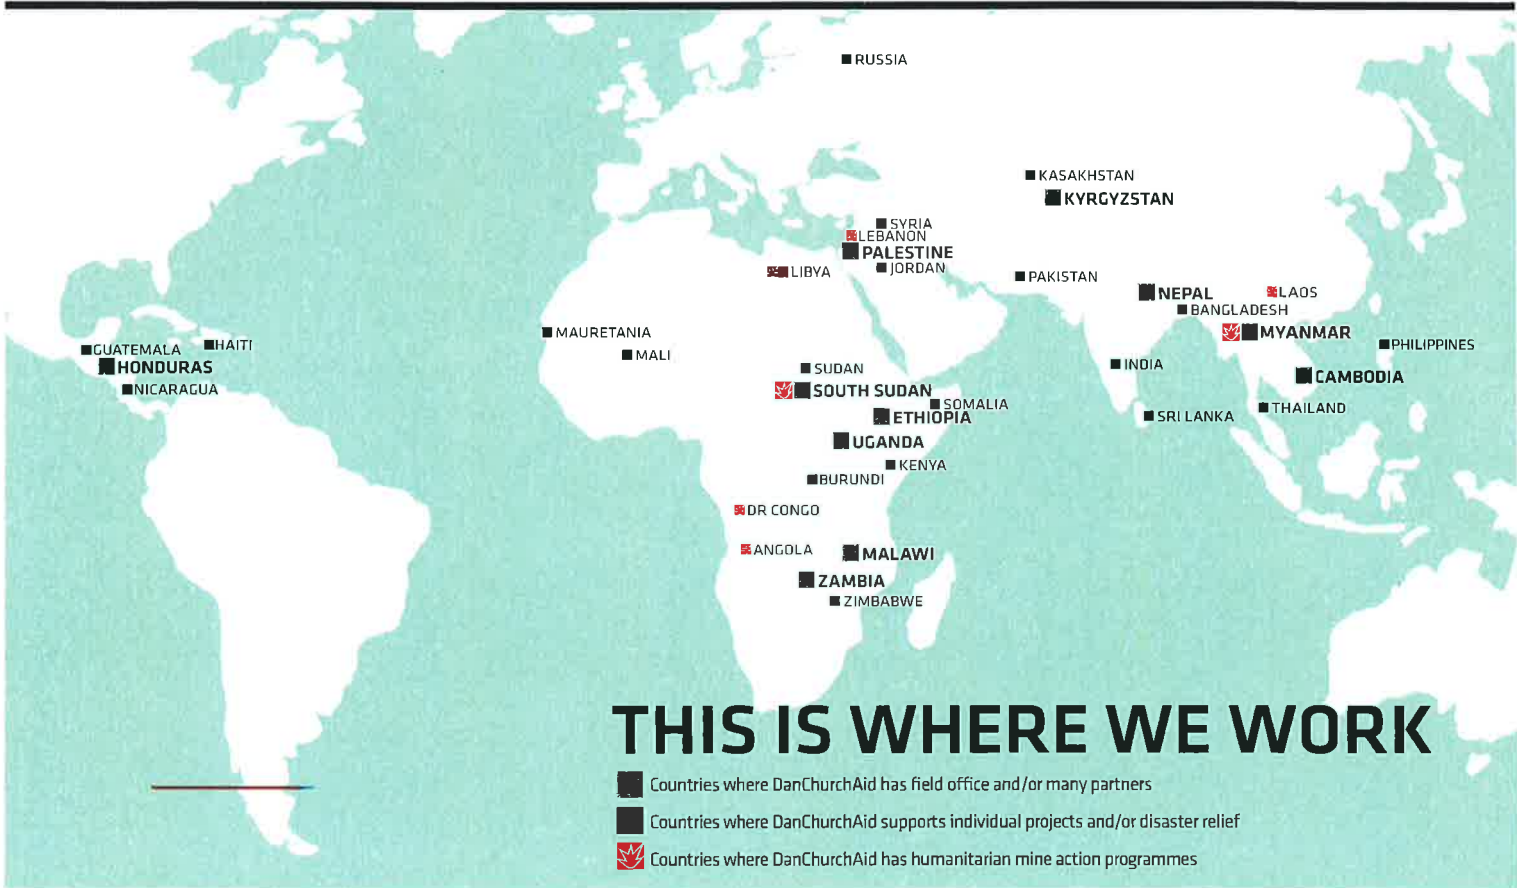 RUSSIA
KASAKHSTAN
KYRGYZSTAN
SYRIA
LEBANON
PALESTINE
JORDAN
LIBYA
PAKISTAN
NEPAL
LAOS
BANGLADESH
MYANMAR
MAURETANIA
MALI
GUATEMALA
HAITI
HONDURAS
NICARAGUA
PHILIPPINES
INDIA
CAMBODIA
SUDAN
SOUTH SUDAN
SOMALIA
ETHIOPIA
THAILAND
SRI LANKA
UGANDA
KENYA
BURUNDI
DR CONGO
ANGOLA
MALAWI
ZAMBIA
ZIMBABWE
THIS IS WHERE WE WORK
Countries where DanChurchAid has field office and/or many partners
Countries where DanChurchAid supports individual projects and/or disaster relief
Countries where DanChurchAid has humanitarian mine action programmes